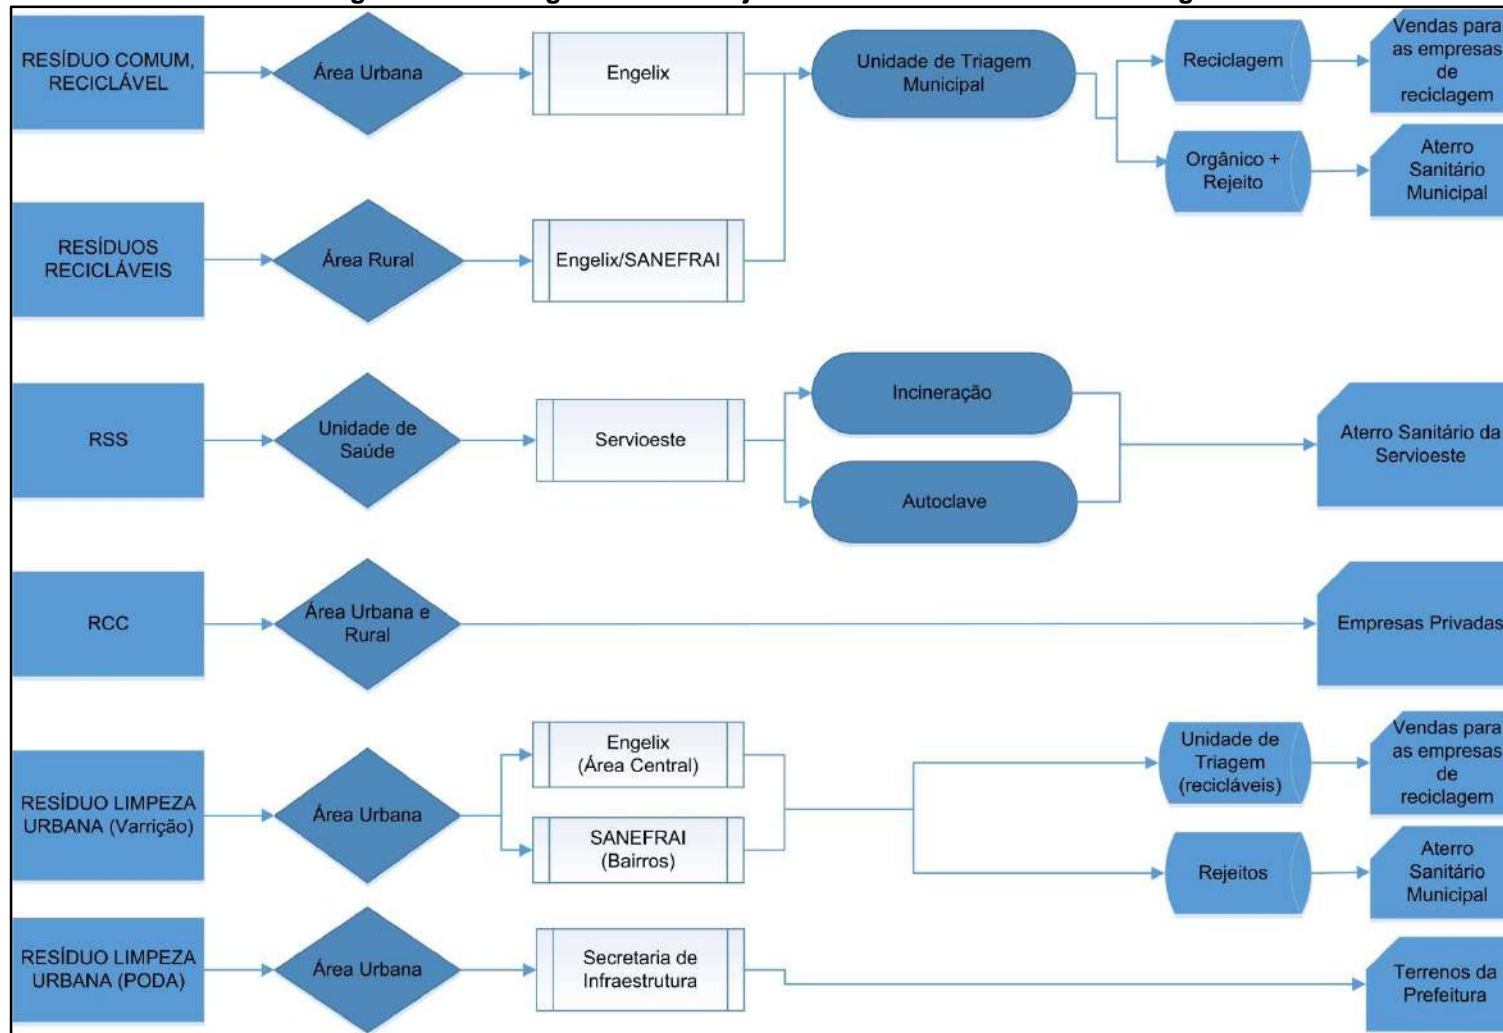 RESÍDUO COMUM,
RECICLÁVEL
Área Urbana
Engelix
Unidade de Triagem
Municipal
Reciclagem
Vendas para
as empresas
de
reciclagem
Orgânico +
Rejeito
Aterro
Sanitário
Municipal
RESÍDUOS
RECICLÁVEIS
Área Rural
Engelix/SANEFRAI
RSS
Unidade de
Saúde
Servioeste
Incineração
Autoclave
Aterro Sanitário da
Servioeste
RCC
Área Urbana e
Rural
Empresas Privadas
RESÍDUO LIMPEZA
URBANA (Varrição)
Área Urbana
Engelix
(Área Central)
SANEFRAI
(Bairros)
Unidade de
Triagem
(recicláveis)
Vendas para
as empresas
de
reciclagem
Rejeitos
Aterro
Sanitário
Municipal
RESÍDUO LIMPEZA
URBANA (PODA)
Área Urbana
Secretaria de
Infraestrutura
Terrenos da
Prefeitura